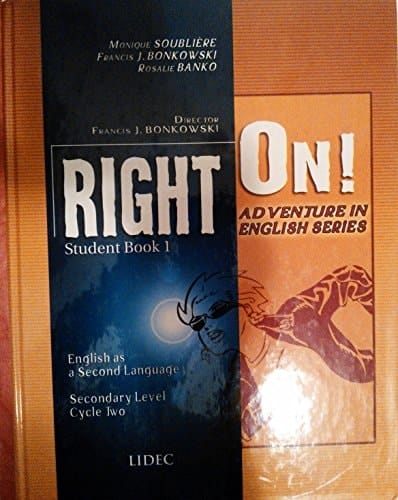 Monique SOUBLIÈRE
Francis J. BONKOWSKI
Rosalie BANKO
Director
Francis J. BONKOWSKI
RIGHT ON!
Student Book 1
ADVENTURE IN
ENGLISH SERIES
English as
a Second Language
Secondary Level
Cycle Two
LIDEC